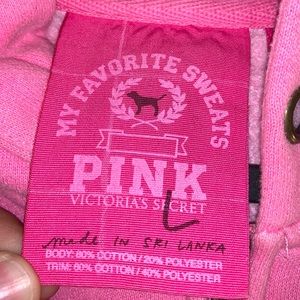 MY FAVORITE SWEATS
PINK
VICTORIA'S SECRET
L
made IN SRI LANKA
BODY: 80% COTTON / 20% POLYESTER
TRIM: 60% COTTON / 40% POLYESTER